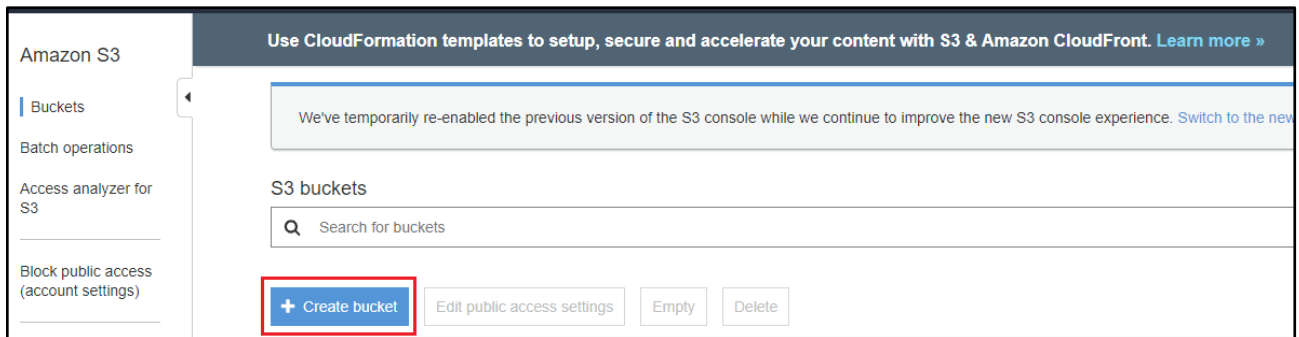 Amazon S3
Buckets
Batch operations
Access analyzer for
S3
Block public access
(account settings)
Use CloudFormation templates to setup, secure and accelerate your content with S3 & Amazon CloudFront. Learn more »
We've temporarily re-enabled the previous version of the S3 console while we continue to improve the new S3 console experience. Switch to the new
S3 buckets
Search for buckets
+ Create bucket
Edit public access settings
Empty
Delete